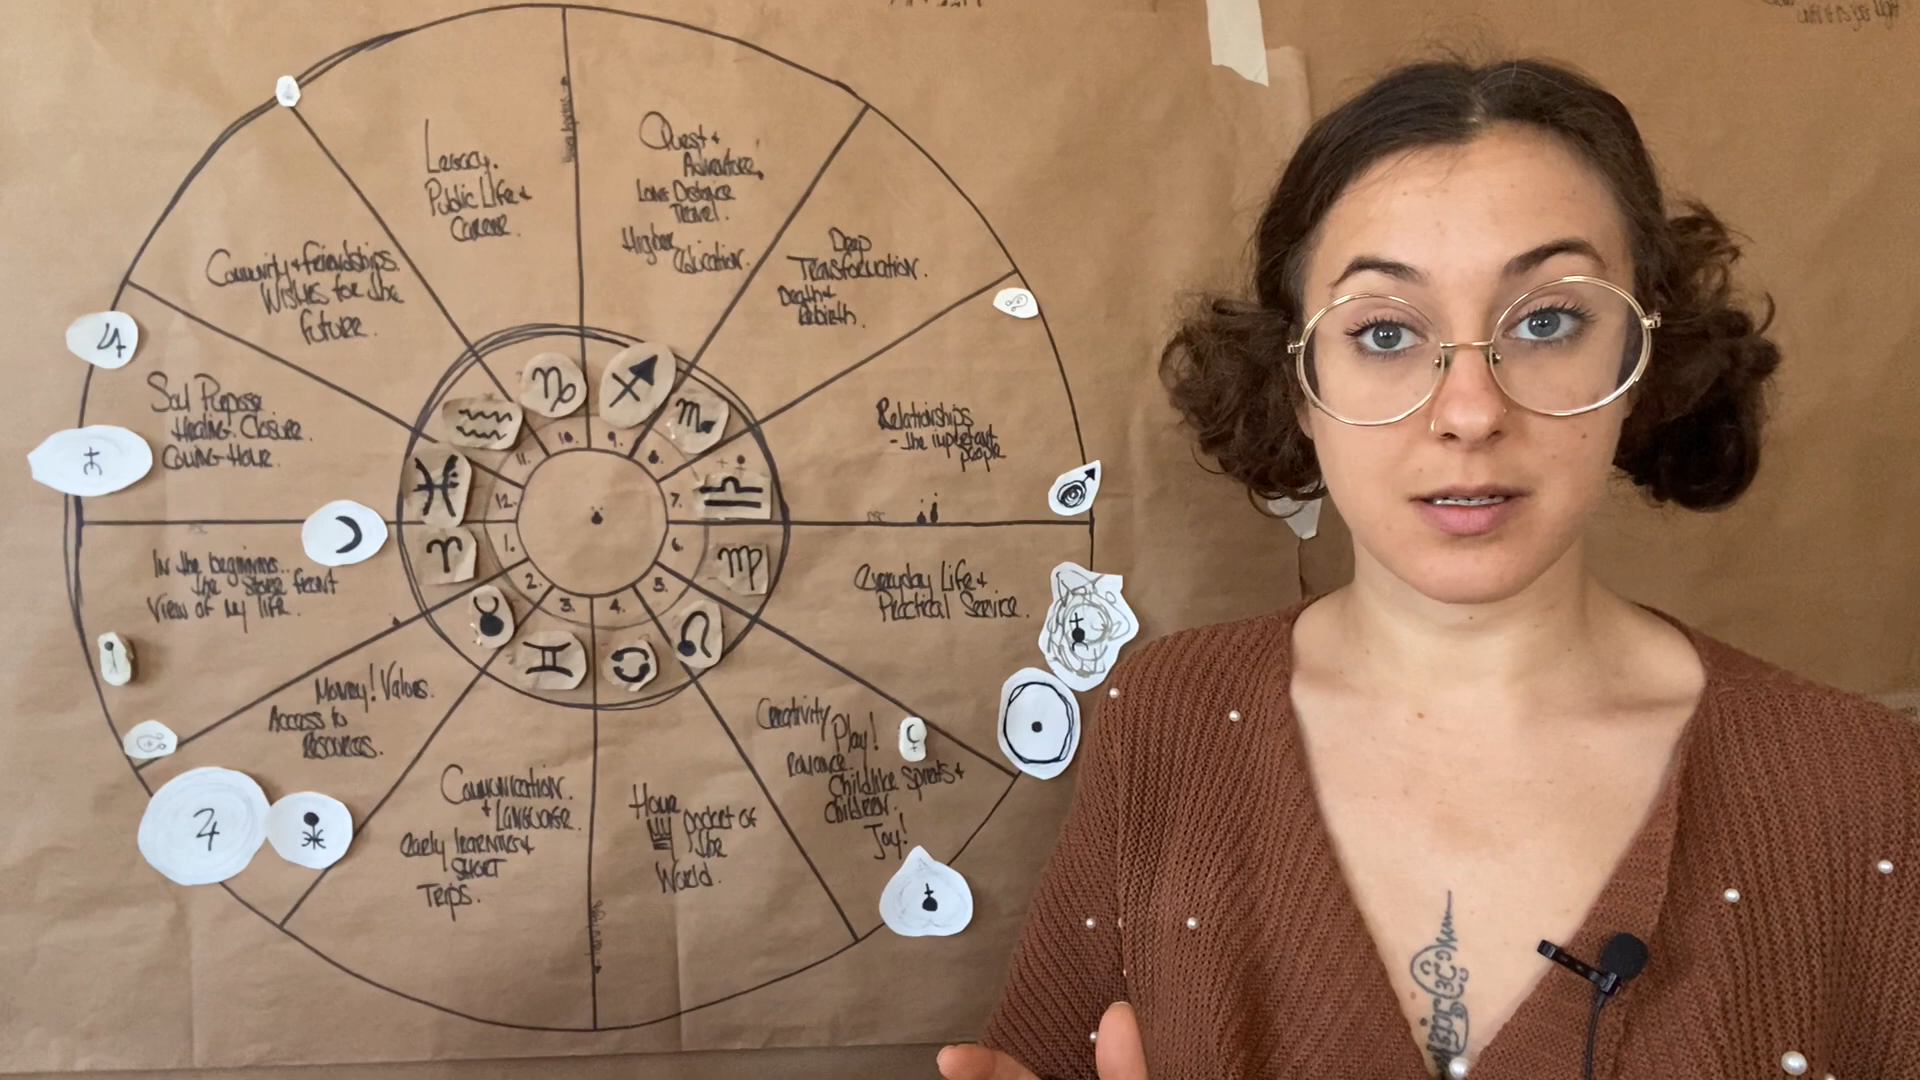 Legacy.
Public Life +
Career.
Quest +
Adventure,
Long Distance
Travel.
Higher
Education.
Deep
Transformation.
Death +
Rebirth.
Relationships
- the important
people
Everyday Life +
Practical Service.
Creativity
Play!
Romance.
Childlike Spirits +
Children.
Joy!
Home
My pocket of
the
World.
Communication.
+ Language.
early learning +
Short
Trips.
Money! Values.
Access to
Resources.
In the beginning..
the store front
View of my life.
Soul Purpose
Healing. Closure.
Coming Home.
Community + friendships.
Wishes for the
future.
1.
2.
3.
4.
5.
6.
7.
8.
9.
10.
11.
12.